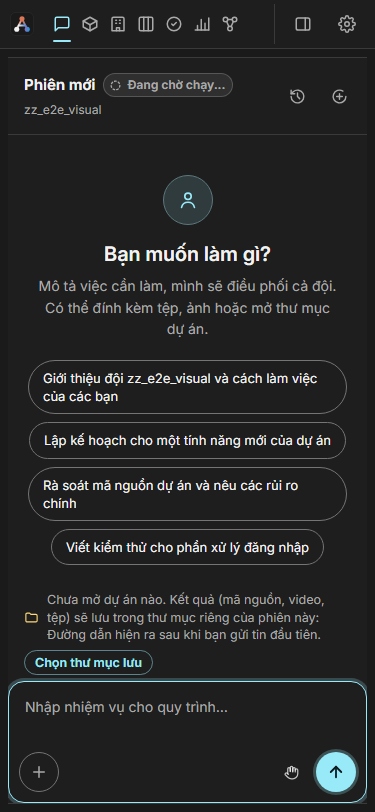 Phiên mới
Đang chờ chạy...
zz_e2e_visual
Bạn muốn làm gì?
Mô tả việc cần làm, mình sẽ điều phối cả đội.
Có thể đính kèm tệp, ảnh hoặc mở thư mục
dự án.
Giới thiệu đội zz_e2e_visual và cách làm việc
của các bạn
Lập kế hoạch cho một tính năng mới của dự án
Rà soát mã nguồn dự án và nêu các rủi ro
chính
Viết kiểm thử cho phần xử lý đăng nhập
Chưa mở dự án nào. Kết quả (mã nguồn, video,
tệp) sẽ lưu trong thư mục riêng của phiên này:
Đường dẫn hiện ra sau khi bạn gửi tin đầu tiên.
Chọn thư mục lưu
Nhập nhiệm vụ cho quy trình...